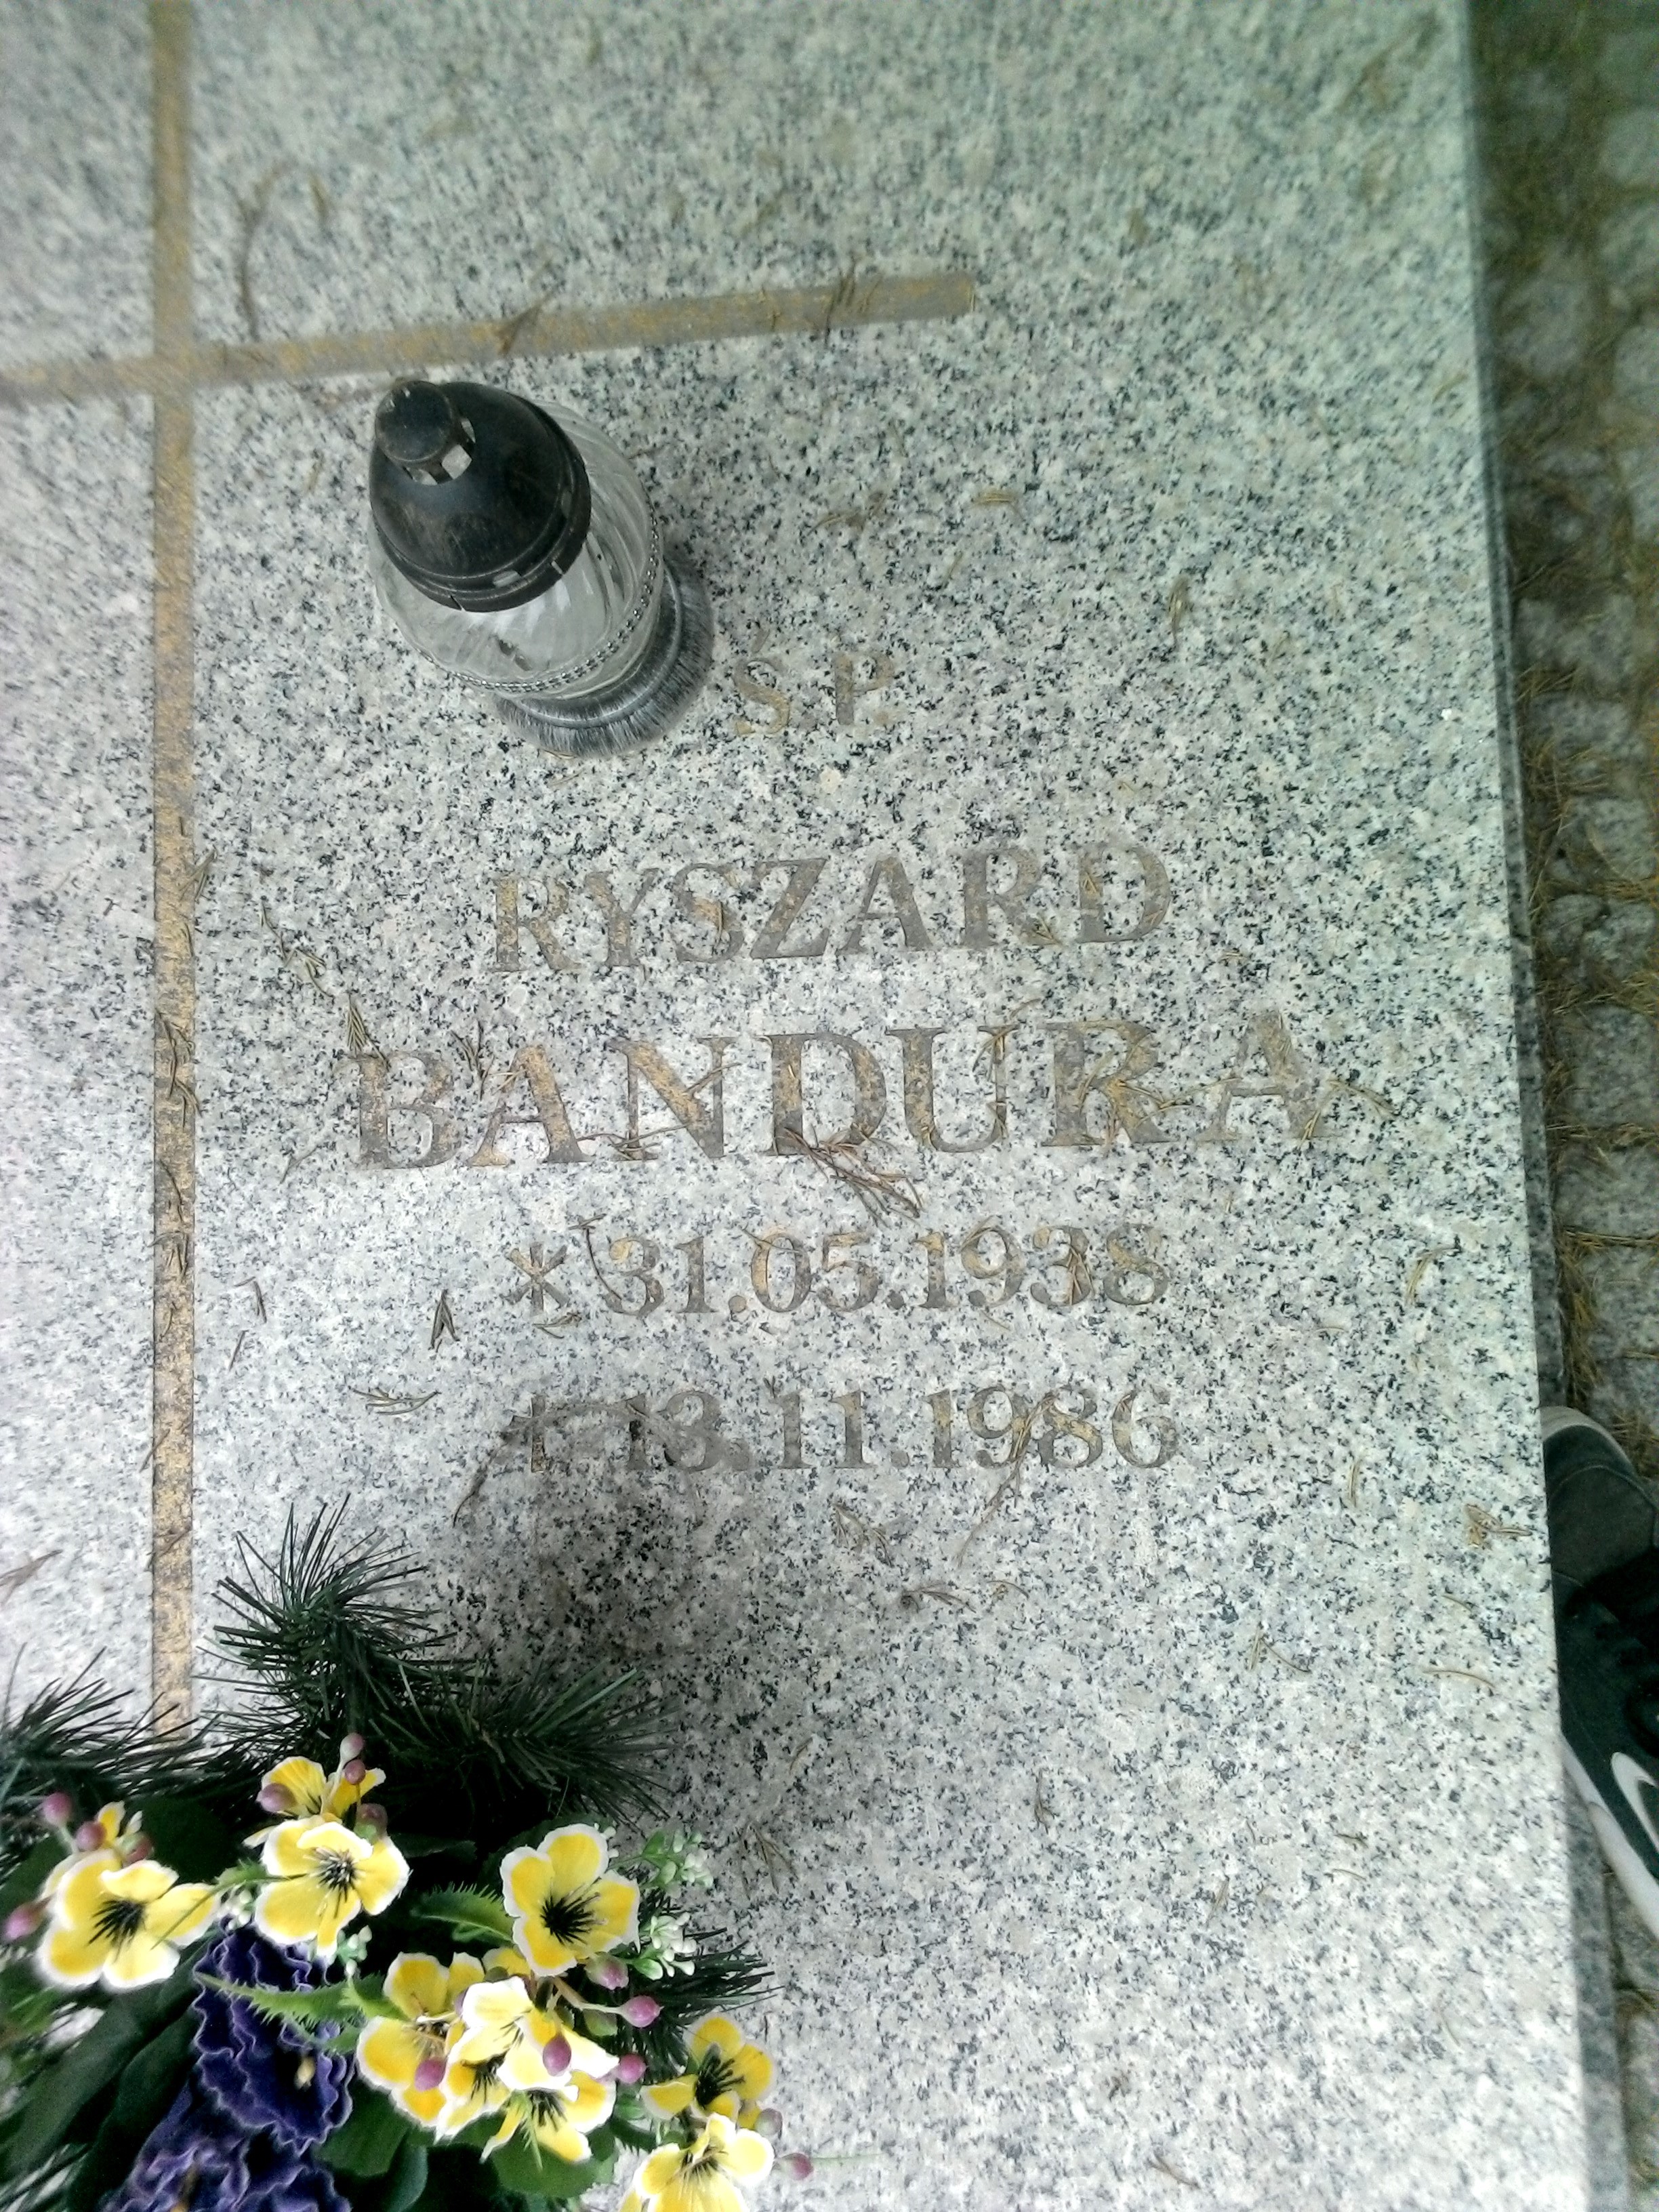 Ś.P.
RYSZARD
BANDURA
* 31.05.1938
† 13.11.1986